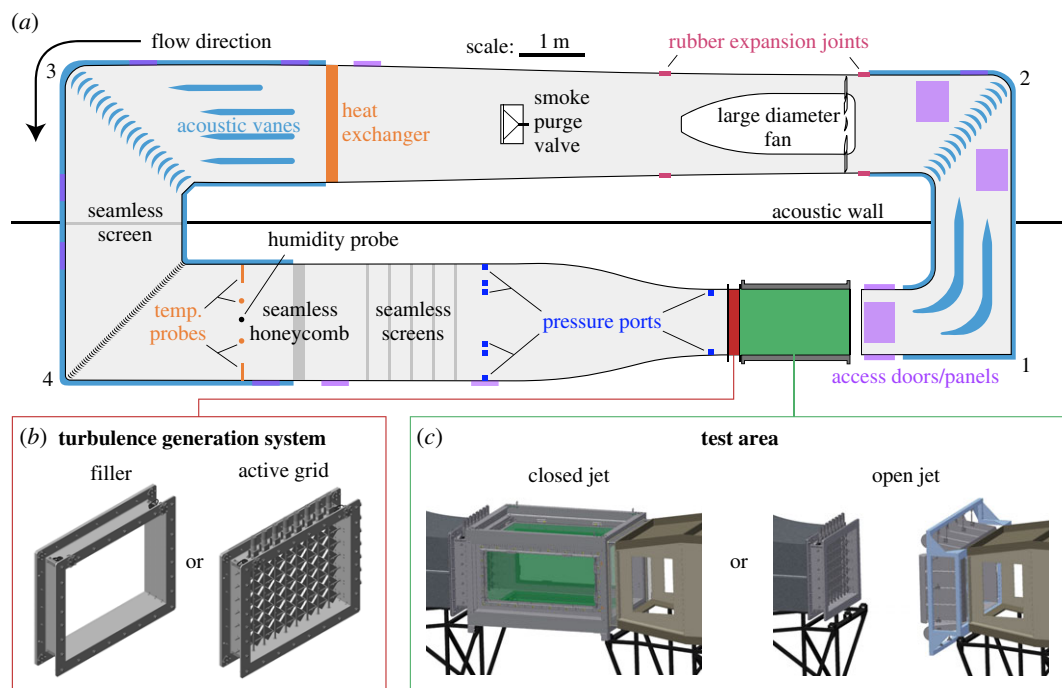 (a)
flow direction
scale: 1 m
rubber expansion joints
3
2
acoustic vanes
heat
exchanger
smoke
purge
valve
large diameter
fan
seamless
screen
acoustic wall
humidity probe
temp.
probes
seamless
honeycomb
seamless
screens
pressure ports
4
1
access doors/panels
(b) turbulence generation system
filler
active grid
or
(c) test area
closed jet
open jet
or